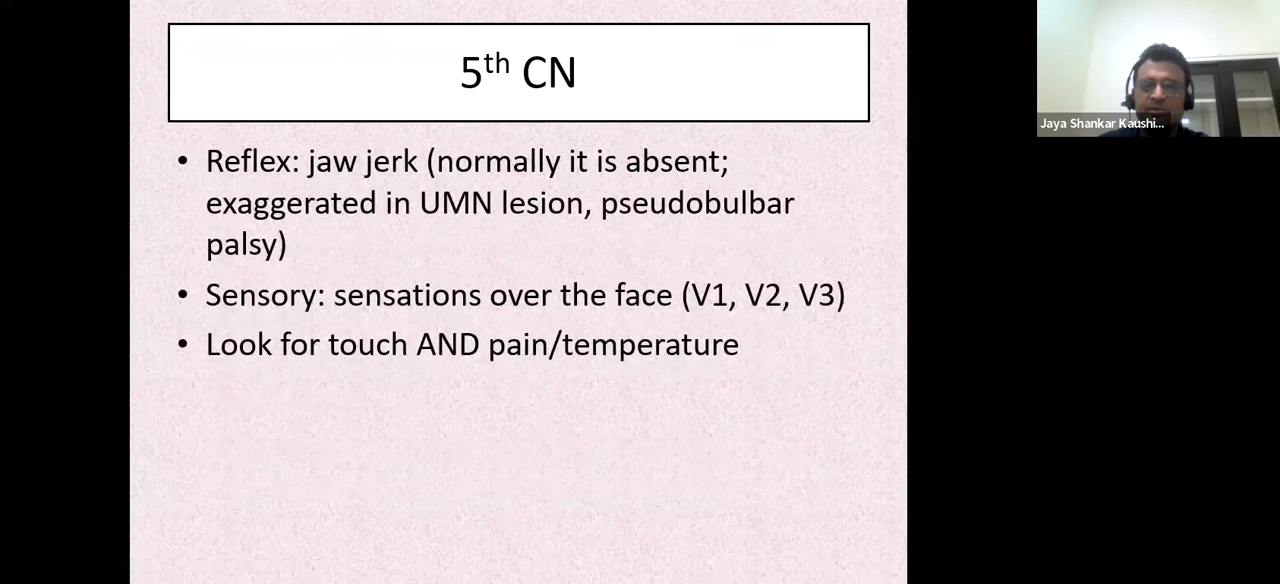 5th CN
• Reflex: jaw jerk (normally it is absent;
exaggerated in UMN lesion, pseudobulbar
palsy)
• Sensory: sensations over the face (V1, V2, V3)
• Look for touch AND pain/temperature
Jaya Shankar Kaushi...